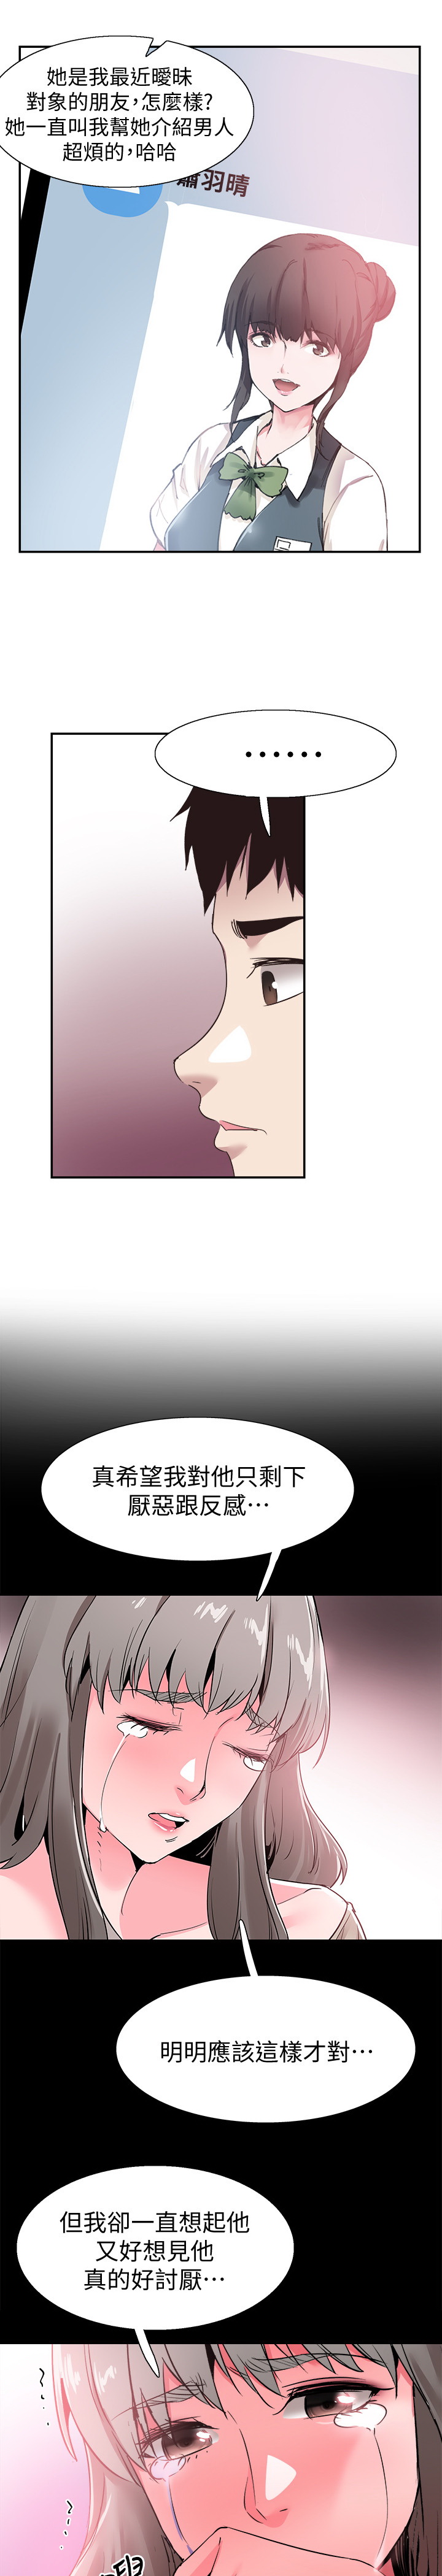 她是我最近曖昧
對象的朋友，怎麼樣？
她一直叫我幫她介紹男人
超煩的，哈哈
蕭羽晴
······
真希望我對他只剩下
厭惡跟反感…
明明應該這樣才對…
但我卻一直想起他
又好想見他
真的好討厭…